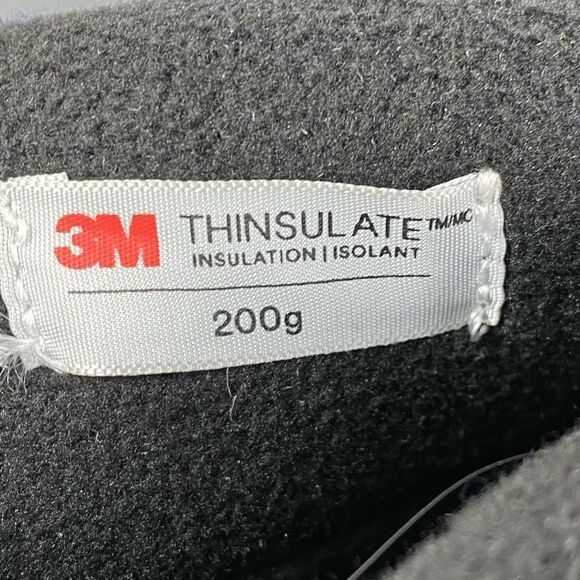 3M THINSULATE™/MC
INSULATION | ISOLANT
200g